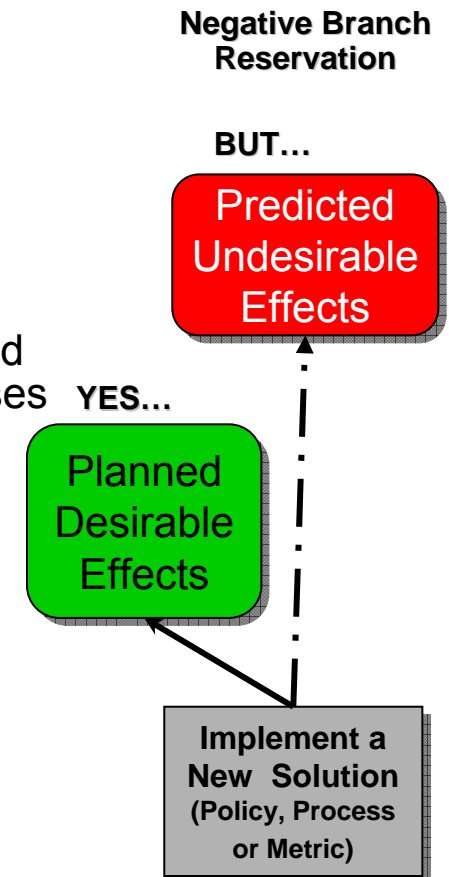 Negative Branch
Reservation
BUT…
Predicted
Undesirable
Effects
YES…
Planned
Desirable
Effects
Implement a
New Solution
(Policy, Process
or Metric)